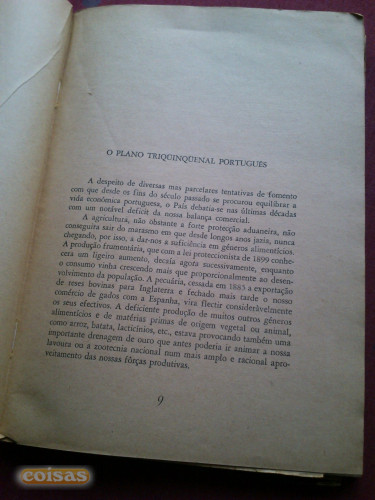 O PLANO TRIQUINQUENAL PORTUGUÊS
A despeito de diversas mas parcelares tentativas de fomento
com que desde os fins do século passado se procurou equilibrar a
vida económica portuguesa, o País debatia-se nas últimas décadas
com um notável deficit da nossa balança comercial.
A agricultura, não obstante a forte protecção aduaneira, não
conseguira sair do marasmo em que desde longos anos jazia, nunca
chegando, por isso, a dar-nos a suficiência em géneros alimentícios.
A produção frumentária, que com a lei proteccionista de 1899 conhe-
cera um ligeiro aumento, decaía agora sucessivamente, enquanto
o consumo vinha crescendo mais que proporcionalmente ao desen-
volvimento da população. A pecuária, cessada em 1885 a exportação
de reses bovinas para Inglaterra e fechado mais tarde o nosso
comércio de gados com a Espanha, vira flectir consideràvelmente
os seus efectivos. A deficiente produção de muitos outros géneros
alimentícios e de matérias primas de origem vegetal ou animal,
como arroz, batata, lacticínios, etc., estava provocando também uma
importante drenagem de ouro que antes poderia ir animar a nossa
lavoura ou a zootecnia nacional num mais amplo e racional apro-
veitamento das nossas fôrças produtivas.
9
coisas